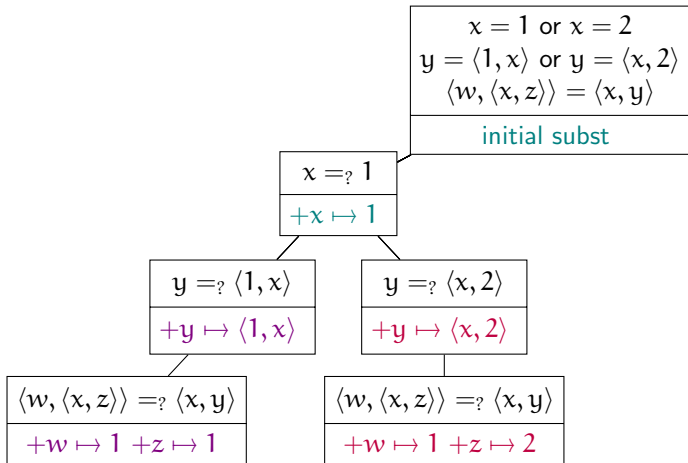 x = 1 or x = 2
y = ⟨1, x⟩ or y = ⟨x, 2⟩
⟨w, ⟨x, z⟩⟩ = ⟨x, y⟩
initial subst
x =? 1
+x ↦ 1
y =? ⟨1, x⟩
+y ↦ ⟨1, x⟩
y =? ⟨x, 2⟩
+y ↦ ⟨x, 2⟩
⟨w, ⟨x, z⟩⟩ =? ⟨x, y⟩
+w ↦ 1 +z ↦ 1
⟨w, ⟨x, z⟩⟩ =? ⟨x, y⟩
+w ↦ 1 +z ↦ 2